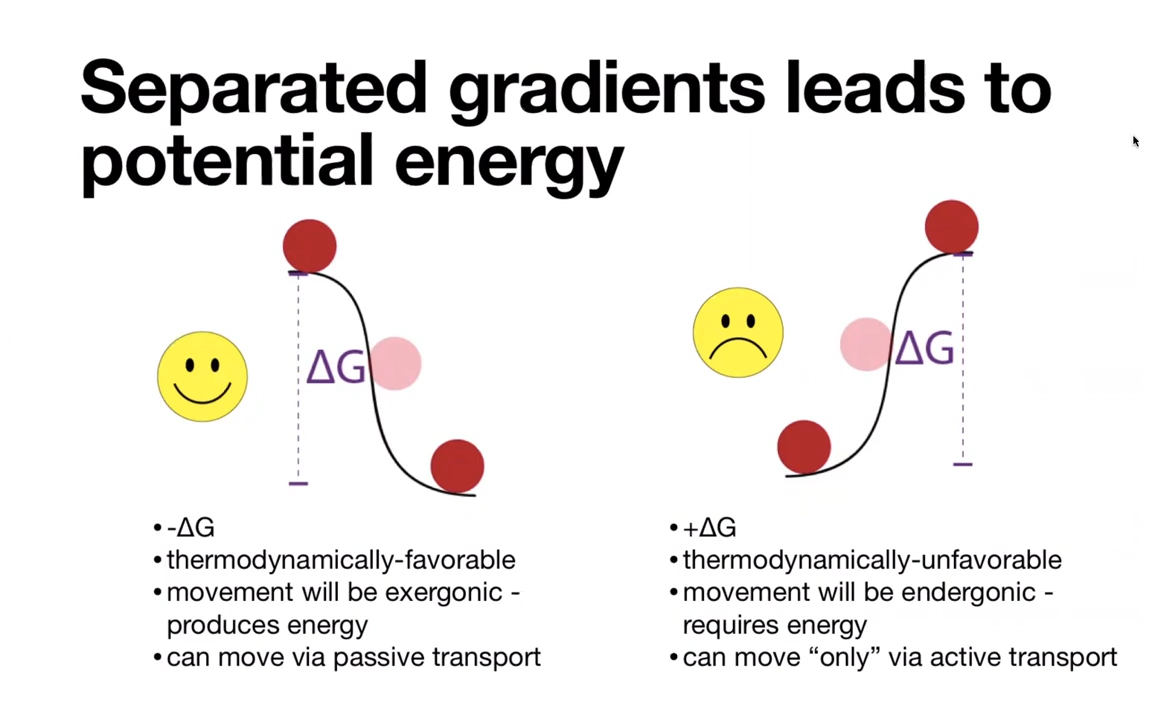 Separated gradients leads to
potential energy
ΔG
ΔG
•-ΔG
•thermodynamically-favorable
•movement will be exergonic -
produces energy
•can move via passive transport
•+ΔG
•thermodynamically-unfavorable
•movement will be endergonic -
requires energy
•can move “only” via active transport